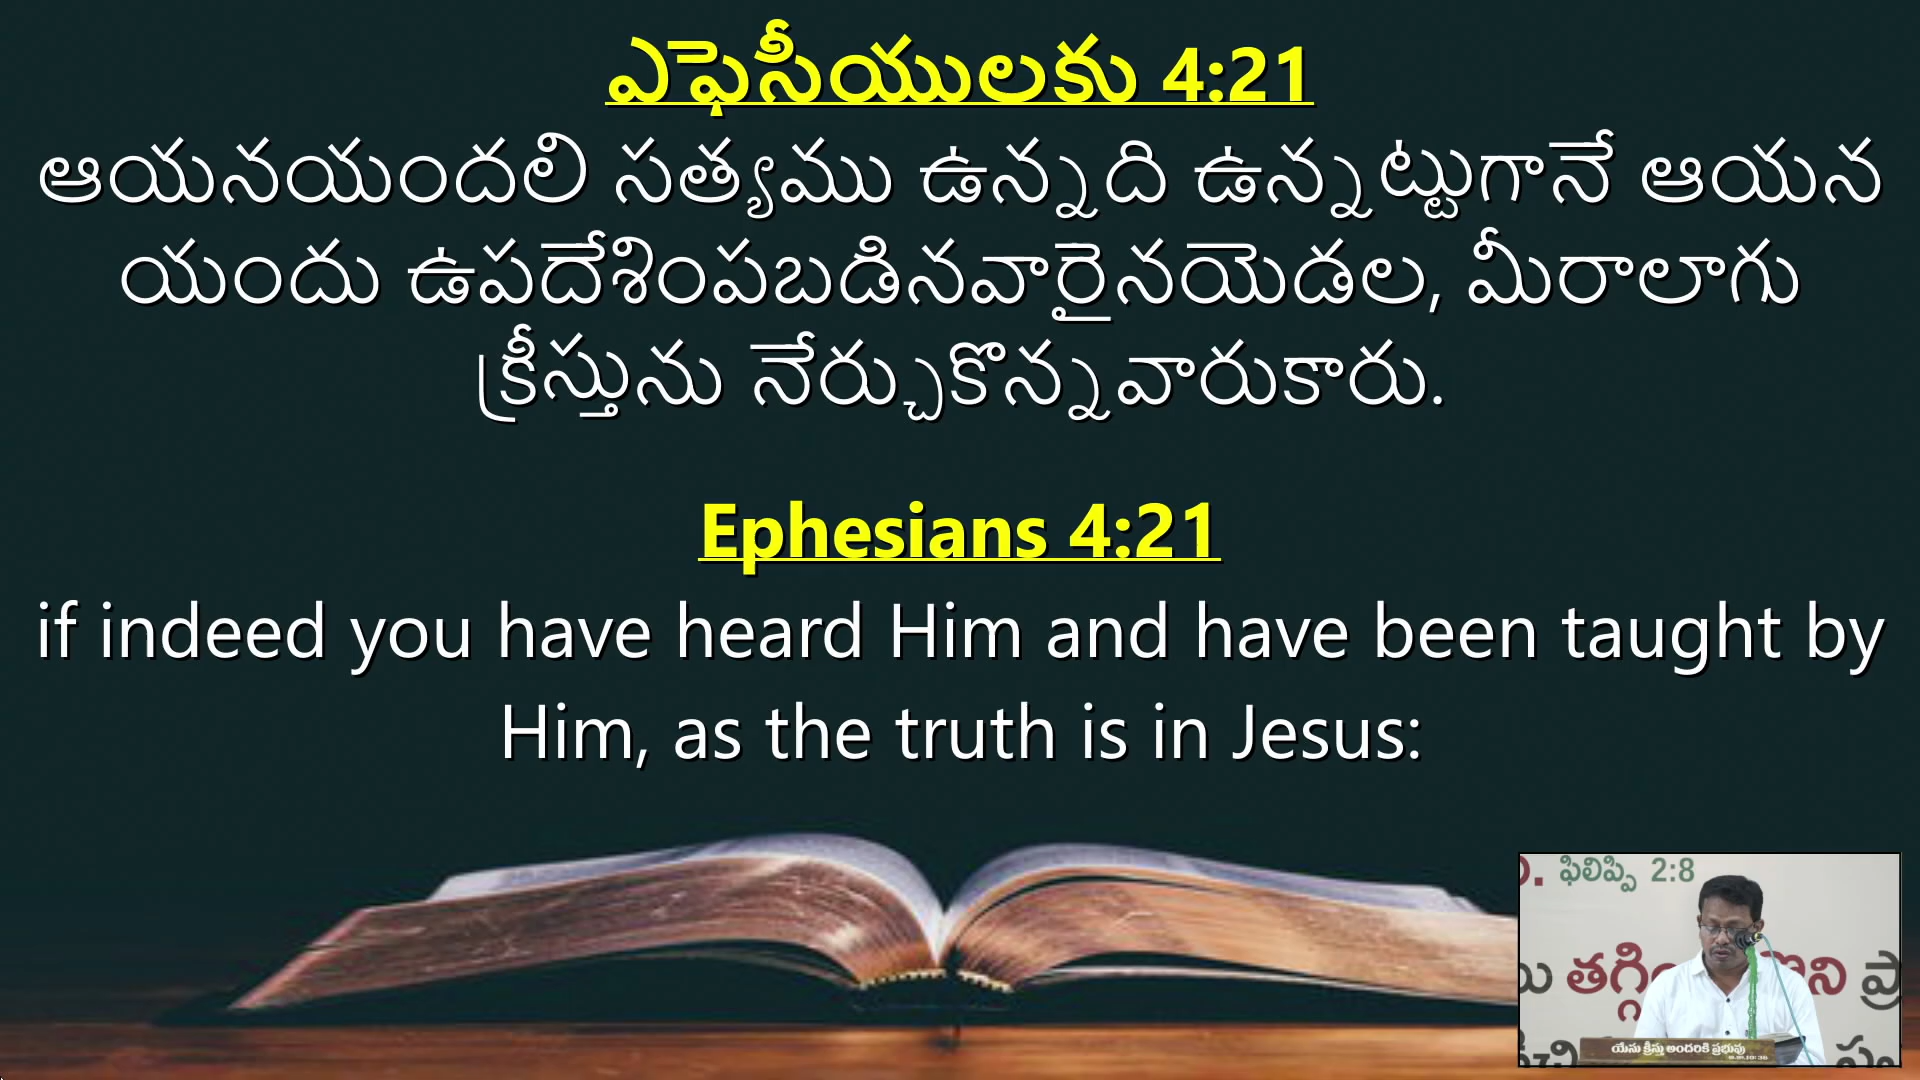 ఎఫెసీయులకు 4:21
ఆయనయందలి సత్యము ఉన్నది ఉన్నట్టుగానే ఆయన
యందు ఉపదేశింపబడినవారైనయెడల, మీరాలాగు
క్రీస్తును నేర్చుకొన్నవారుకారు.
Ephesians 4:21
if indeed you have heard Him and have been taught by
Him, as the truth is in Jesus:
ఫిలిప్పి 2:8
యేసు క్రీస్తు అందరికి ప్రభువు